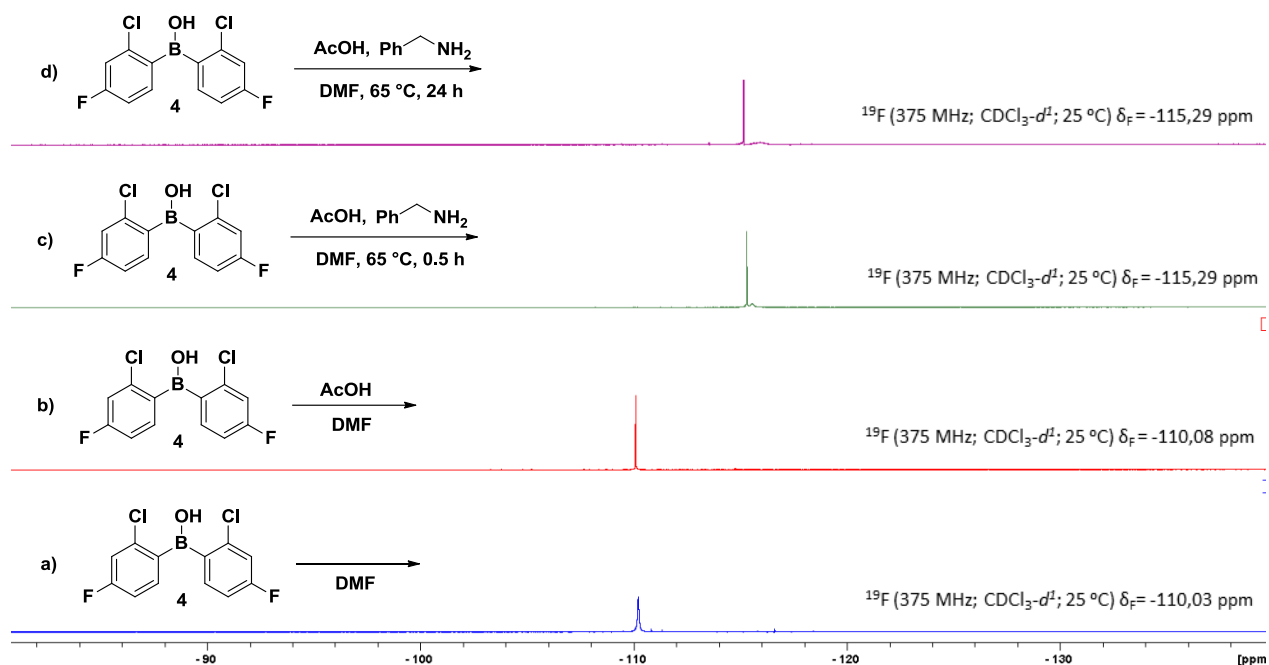 Cl OH Cl
B
d)
F 4 F
AcOH, Ph NH2
DMF, 65 °C, 24 h
19F (375 MHz; CDCl3-d1; 25 ºC) δF = -115,29 ppm
Cl OH Cl
B
c)
F 4 F
AcOH, Ph NH2
DMF, 65 °C, 0.5 h
19F (375 MHz; CDCl3-d1; 25 ºC) δF = -115,29 ppm
Cl OH Cl
B
b)
F 4 F
AcOH
DMF
19F (375 MHz; CDCl3-d1; 25 ºC) δF = -110,08 ppm
Cl OH Cl
B
a)
F 4 F
DMF
19F (375 MHz; CDCl3-d1; 25 ºC) δF = -110,03 ppm
-90 -100 -110 -120 -130 [ppm]